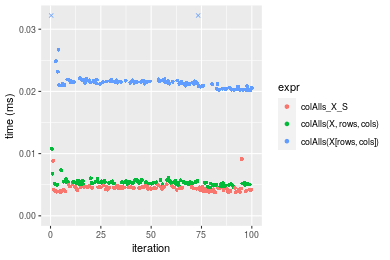 0.03
0.02
0.01
0.00
time (ms)
0
25
50
75
100
iteration
expr
colAlls_X_S
colAlls(X, rows, cols)
colAlls(X[rows, cols])